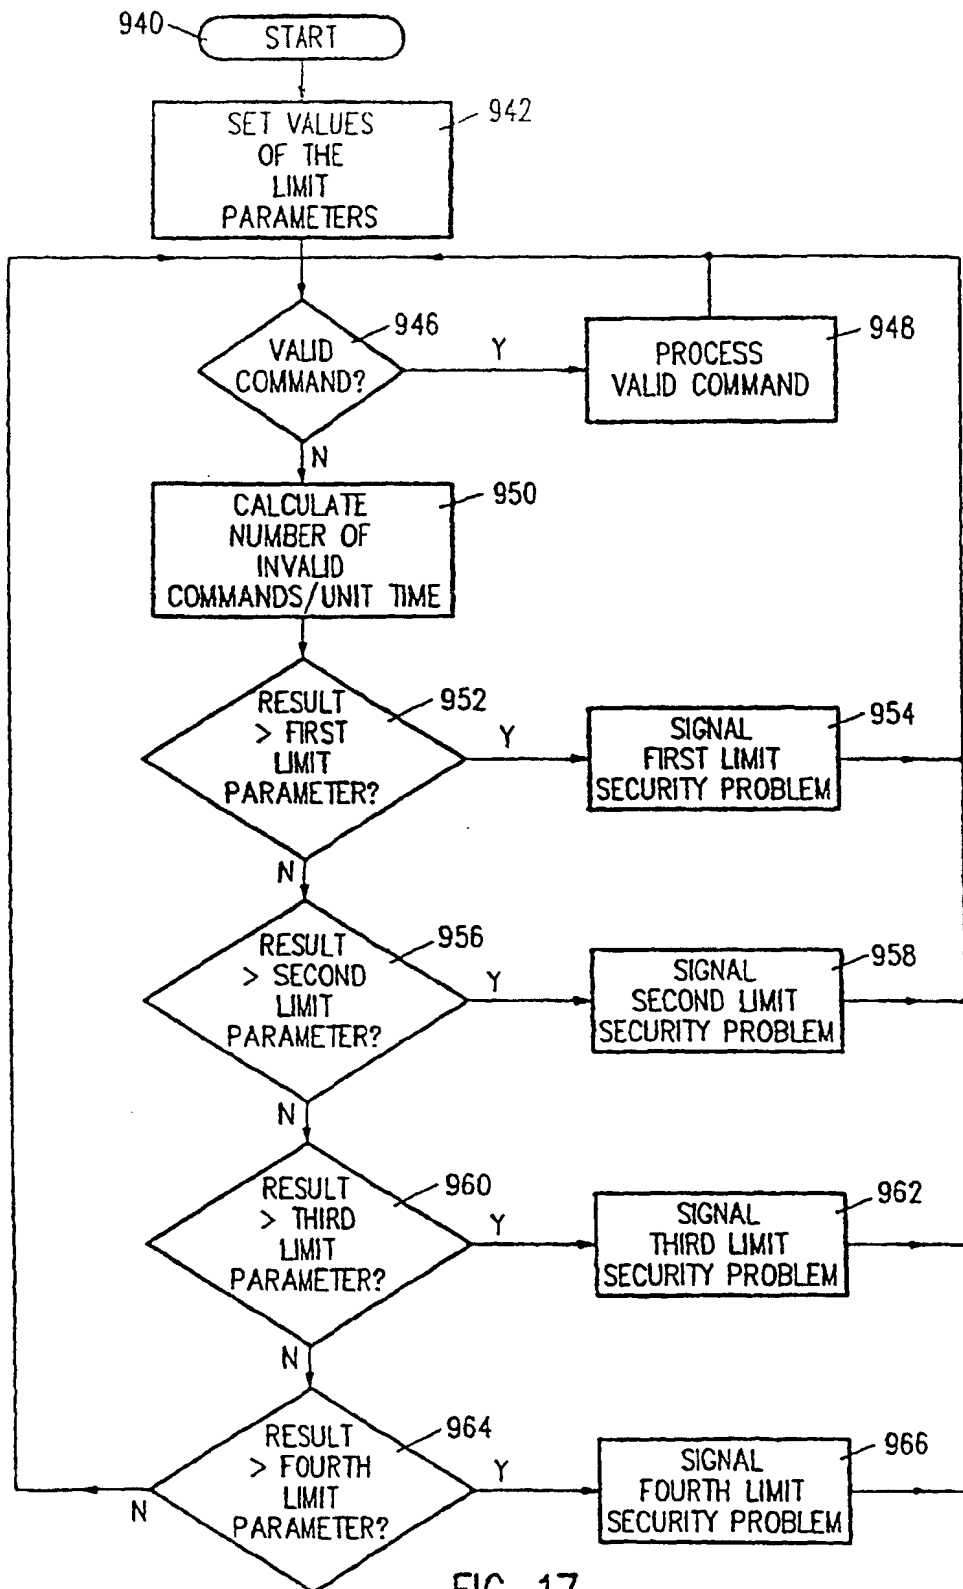 940
START
942
SET VALUES
OF THE
LIMIT
PARAMETERS
946
VALID
COMMAND?
Y
948
PROCESS
VALID COMMAND
N
950
CALCULATE
NUMBER OF
INVALID
COMMANDS/UNIT TIME
952
RESULT
> FIRST
LIMIT
PARAMETER?
Y
954
SIGNAL
FIRST LIMIT
SECURITY PROBLEM
N
956
RESULT
> SECOND
LIMIT
PARAMETER?
Y
958
SIGNAL
SECOND LIMIT
SECURITY PROBLEM
N
960
RESULT
> THIRD
LIMIT
PARAMETER?
Y
962
SIGNAL
THIRD LIMIT
SECURITY PROBLEM
N
964
RESULT
> FOURTH
LIMIT
PARAMETER?
Y
966
SIGNAL
FOURTH LIMIT
SECURITY PROBLEM
N
FIG. 17